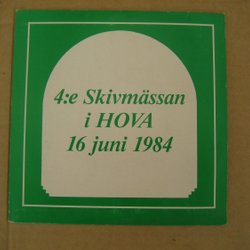 4:e Skivmässan
i HOVA
16 juni 1984